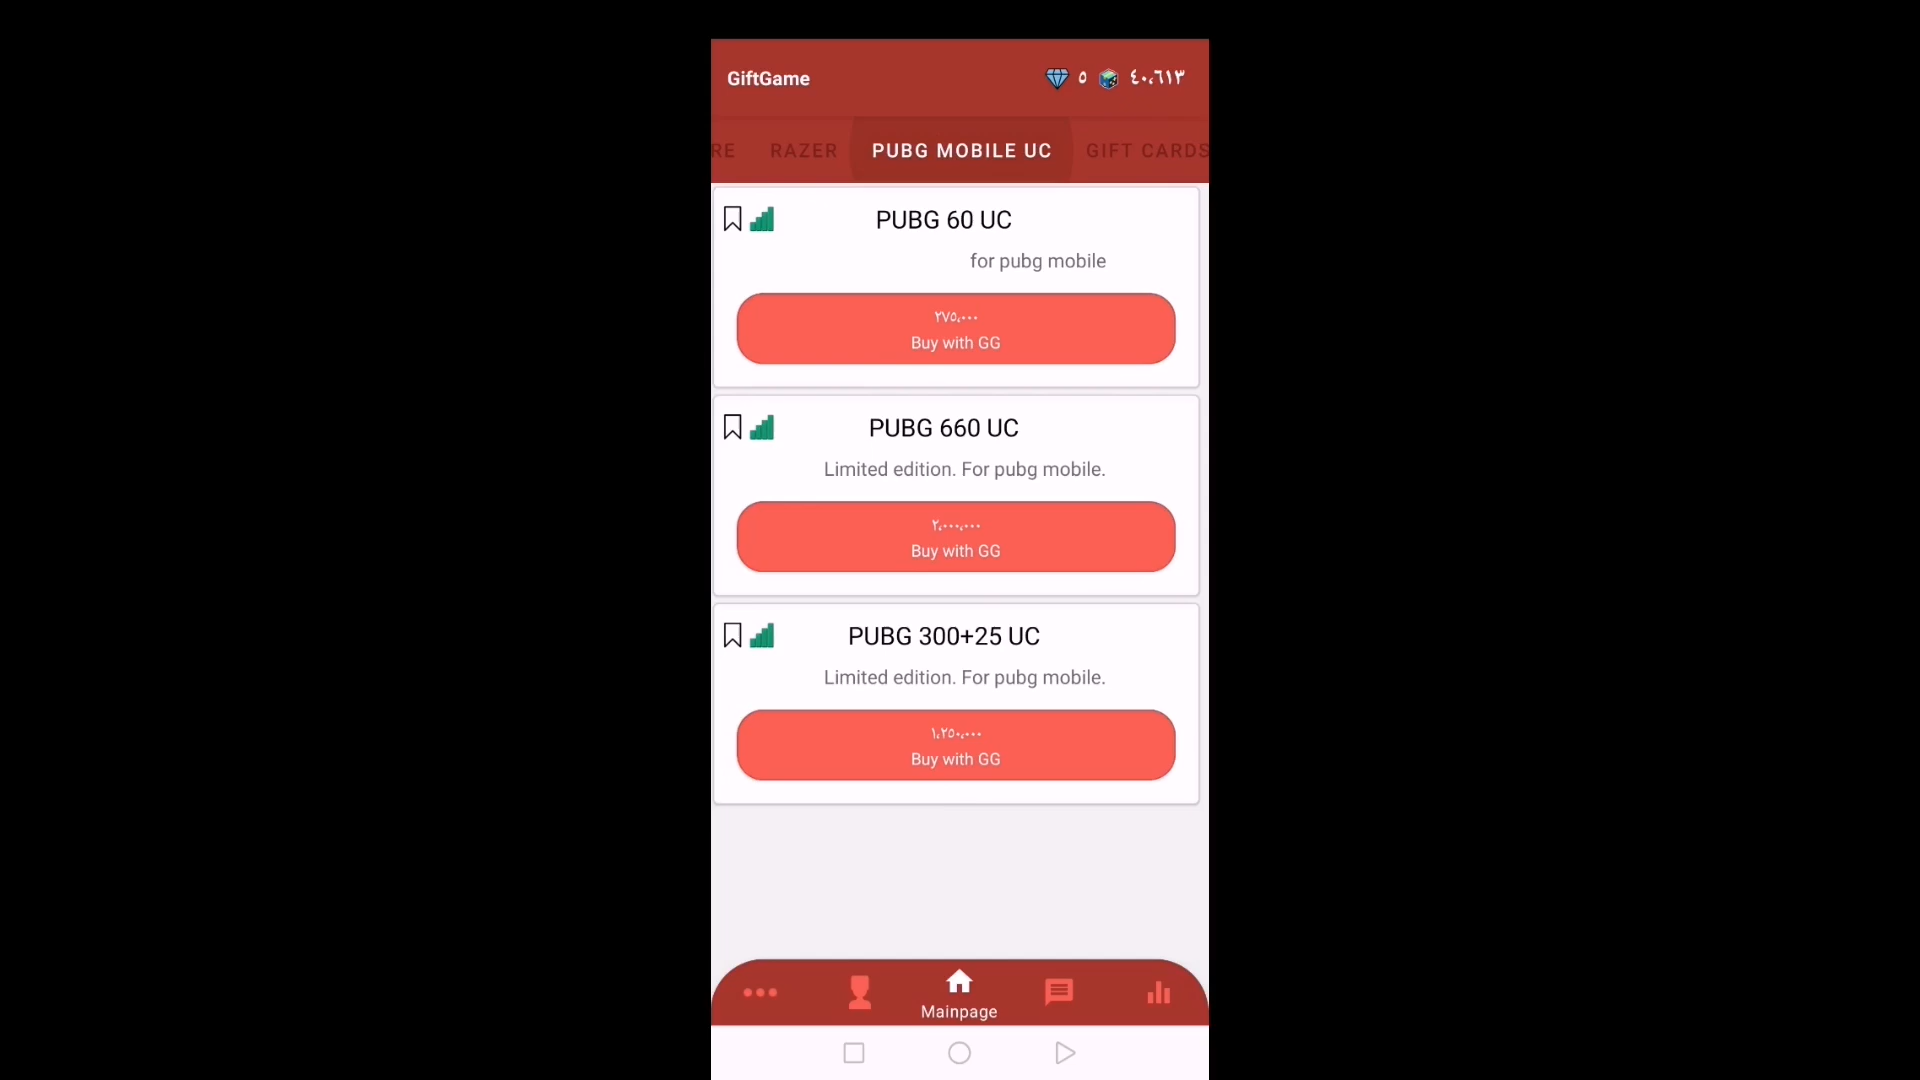 GiftGame ٥ ٤٠،٦١٣
RE RAZER PUBG MOBILE UC GIFT CARDS
PUBG 60 UC
for pubg mobile
٢٧٥،٠٠٠
Buy with GG
PUBG 660 UC
Limited edition. For pubg mobile.
٢،٠٠٠،٠٠٠
Buy with GG
PUBG 300+25 UC
Limited edition. For pubg mobile.
١،٢٥٠،٠٠٠
Buy with GG
Mainpage